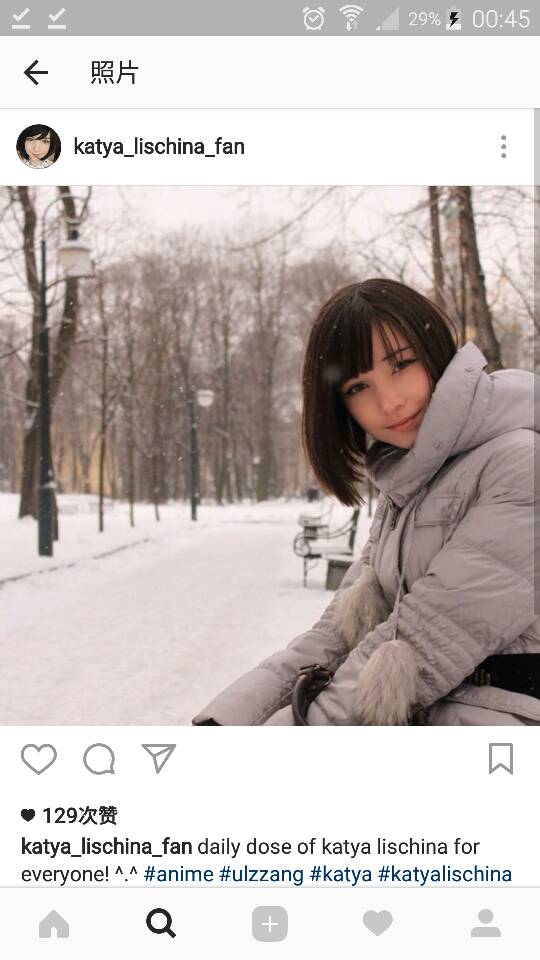 29% 00:45
照片
katya_lischina_fan
129次赞
katya_lischina_fan daily dose of katya lischina for
everyone! ^.^ #anime #ulzzang #katya #katyalischina